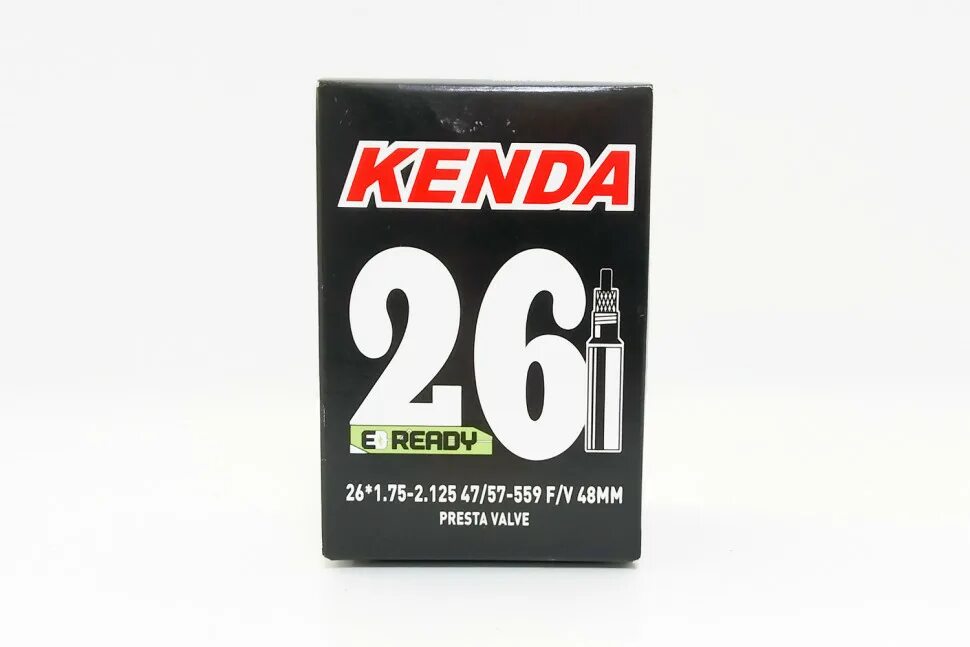 KENDA
26
E READY
26*1.75-2.125 47/57-559 F/V 48MM
PRESTA VALVE